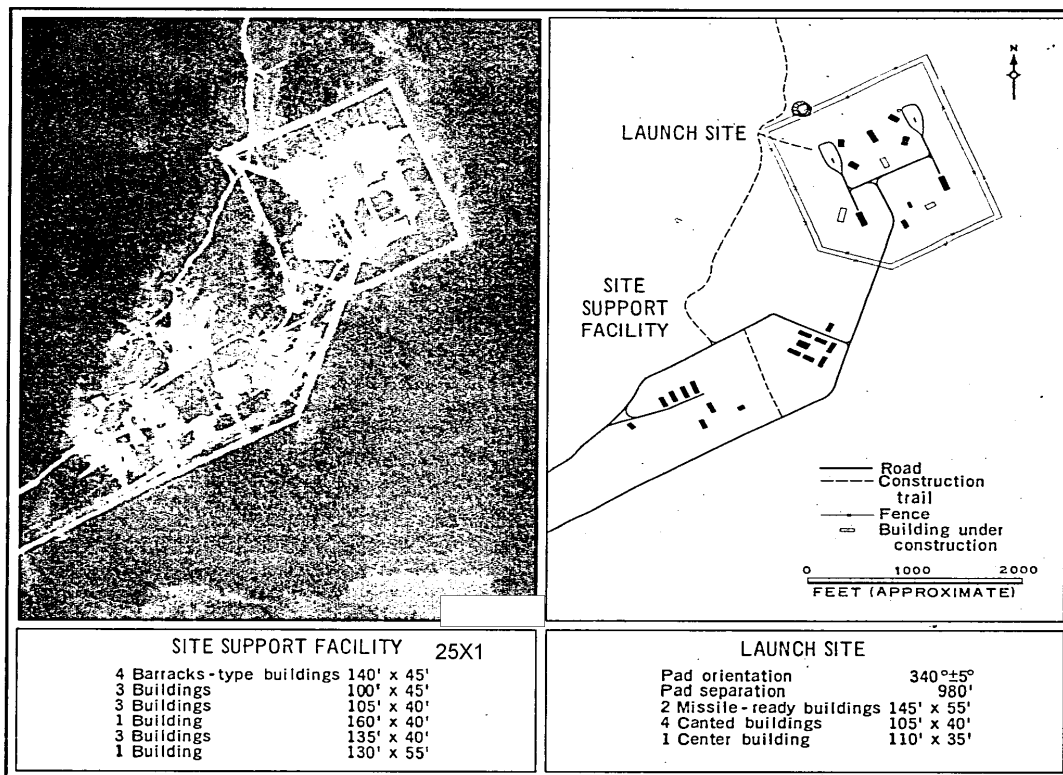 N
LAUNCH SITE
SITE
SUPPORT
FACILITY
Road
Construction
trail
Fence
Building under
construction
0 1000 2000
FEET (APPROXIMATE)
SITE SUPPORT FACILITY 25X1
4 Barracks-type buildings 140' x 45'
3 Buildings 100' x 45'
3 Buildings 105' x 40'
1 Building 160' x 40'
3 Buildings 135' x 40'
1 Building 130' x 55'
LAUNCH SITE
Pad orientation 340°±5°
Pad separation 980'
2 Missile-ready buildings 145' x 55'
4 Canted buildings 105' x 40'
1 Center building 110' x 35'